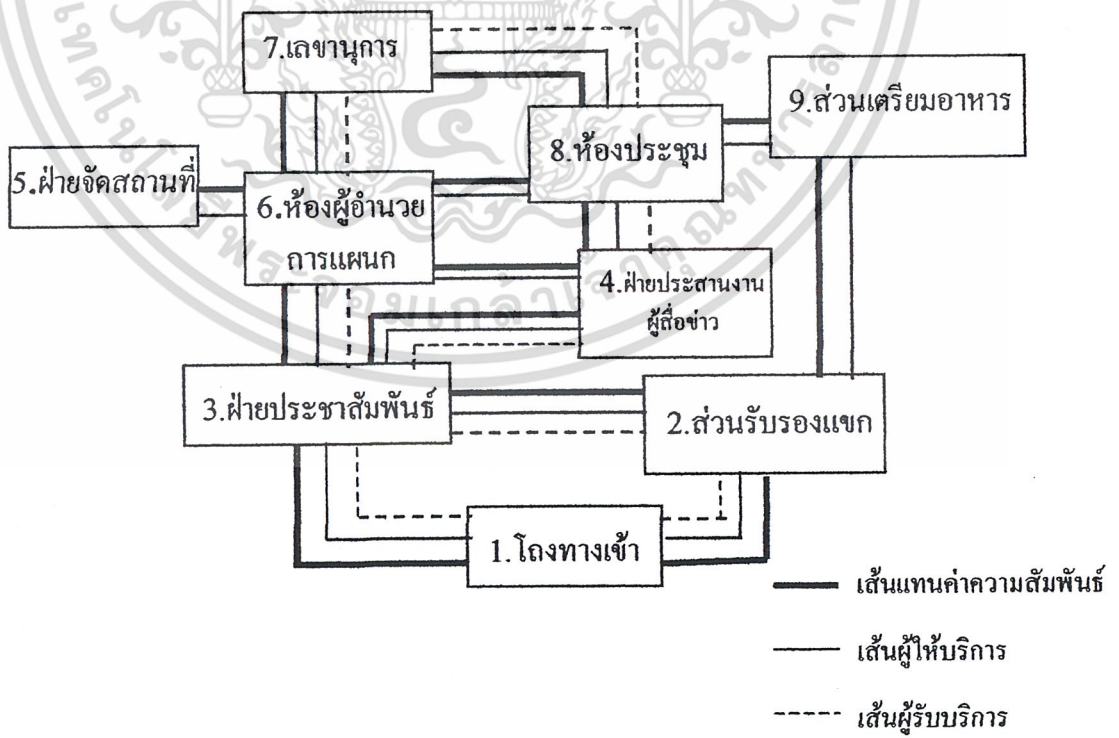 7.เลขานุการ
9.ส่วนเตรียมอาหาร
8.ห้องประชุม
5.ฝ่ายจัดสถานที่
6.ห้องผู้อำนวย
การแผนก
4.ฝ่ายประสานงาน
ผู้สื่อข่าว
3.ฝ่ายประชาสัมพันธ์
2.ส่วนรับรองแขก
1.โถงทางเข้า
เส้นแทนค่าความสัมพันธ์
เส้นผู้ให้บริการ
เส้นผู้รับบริการ